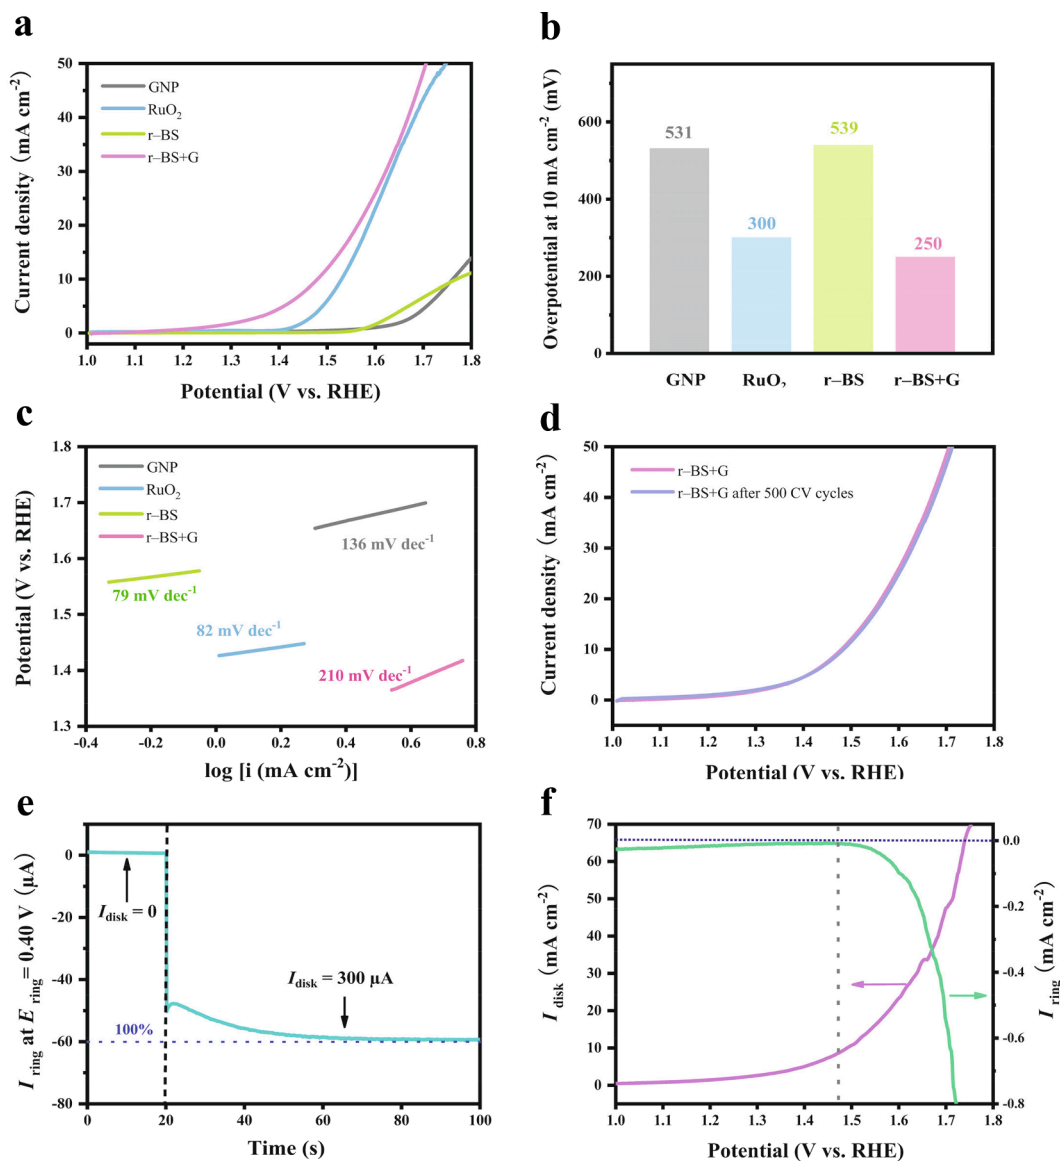 a
50
40
30
20
10
0
Current density (mA cm-2)
GNP
RuO2
r–BS
r–BS+G
1.0 1.1 1.2 1.3 1.4 1.5 1.6 1.7 1.8
Potential (V vs. RHE)
b
600
400
200
0
Overpotential at 10 mA cm-2 (mV)
531
300
539
250
GNP RuO2 r–BS r–BS+G
c
1.8
1.7
1.6
1.5
1.4
1.3
Potential (V vs. RHE)
GNP
RuO2
r–BS
r–BS+G
136 mV dec-1
79 mV dec-1
82 mV dec-1
210 mV dec-1
-0.4 -0.2 0.0 0.2 0.4 0.6 0.8
log [i (mA cm-2)]
d
50
40
30
20
10
0
Current density (mA cm-2)
r–BS+G
r–BS+G after 500 CV cycles
1.0 1.1 1.2 1.3 1.4 1.5 1.6 1.7 1.8
Potential (V vs. RHE)
e
0
-20
-40
-60
-80
I ring at E ring = 0.40 V (μA)
Idisk = 0
Idisk = 300 μA
100%
0 20 40 60 80 100
Time (s)
f
70
60
50
40
30
20
10
0
Idisk (mA cm-2)
0.0
-0.2
-0.4
-0.6
-0.8
Iring (mA cm-2)
1.0 1.1 1.2 1.3 1.4 1.5 1.6 1.7 1.8
Potential (V vs. RHE)